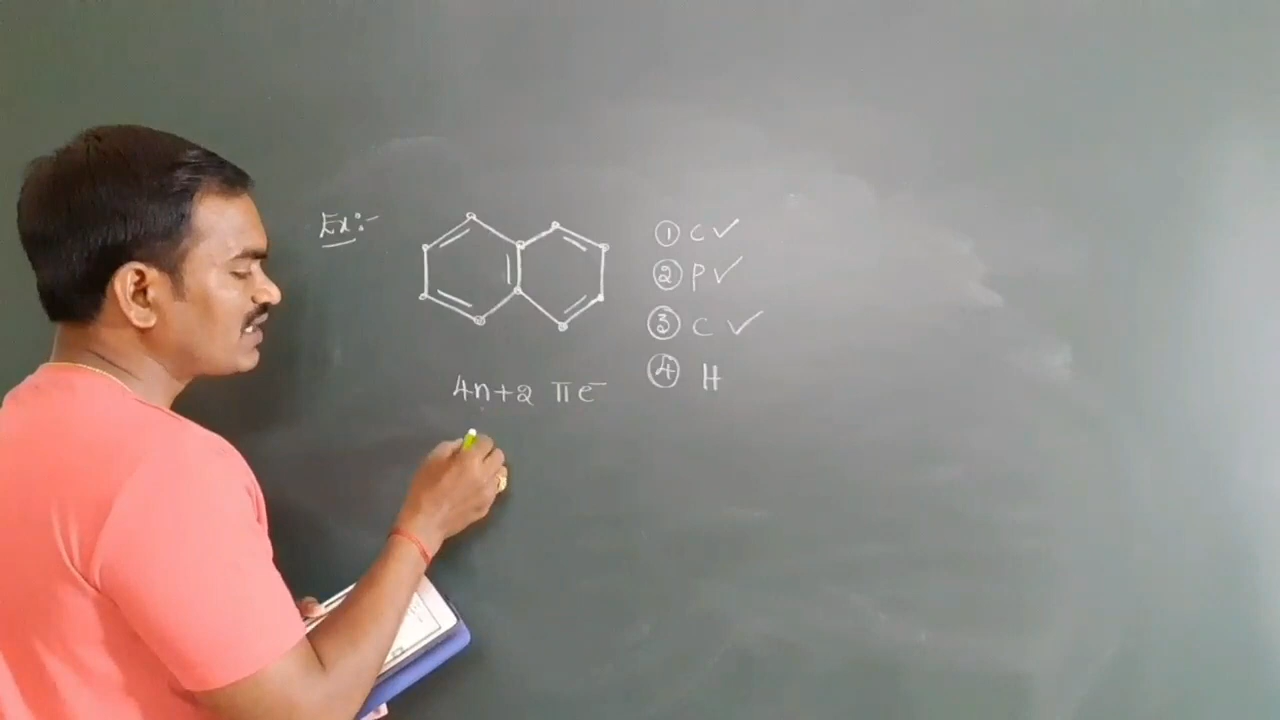 Ex:-
① C ✓
② P ✓
③ C ✓
④ H
4n+2 πe⁻